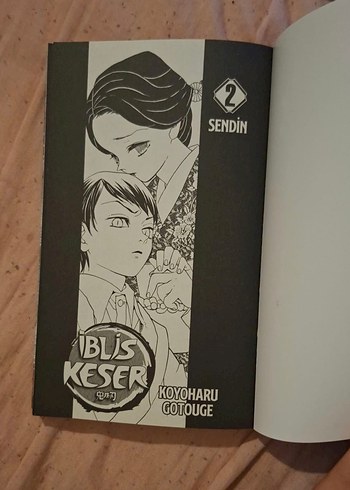 2
SENDİN
İBLİS
KESER
KOYOHARU
GOTOUGE